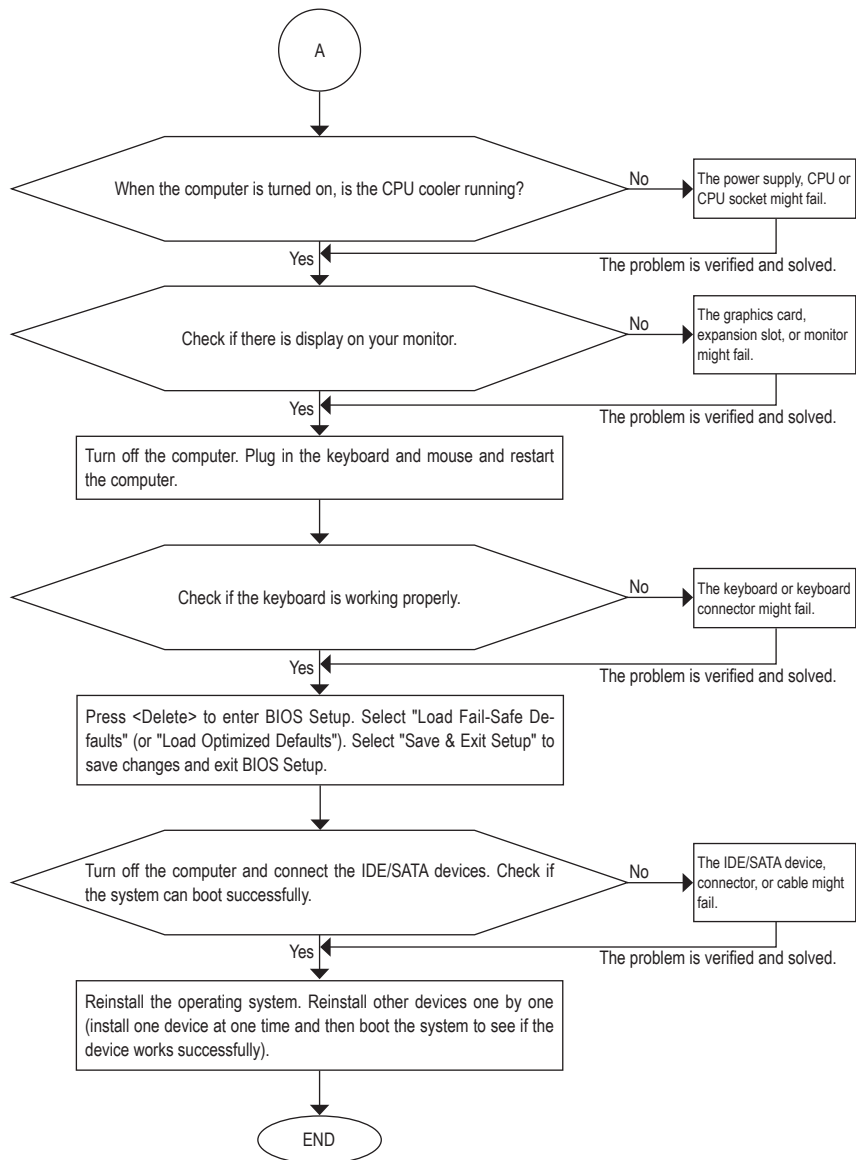 A
When the computer is turned on, is the CPU cooler running?
No
The power supply, CPU or
CPU socket might fail.
Yes
The problem is verified and solved.
Check if there is display on your monitor.
No
The graphics card,
expansion slot, or monitor
might fail.
Yes
The problem is verified and solved.
Turn off the computer. Plug in the keyboard and mouse and restart
the computer.
Check if the keyboard is working properly.
No
The keyboard or keyboard
connector might fail.
Yes
The problem is verified and solved.
Press <Delete> to enter BIOS Setup. Select "Load Fail-Safe De-
faults" (or "Load Optimized Defaults"). Select "Save & Exit Setup" to
save changes and exit BIOS Setup.
Turn off the computer and connect the IDE/SATA devices. Check if
the system can boot successfully.
No
The IDE/SATA device,
connector, or cable might
fail.
Yes
The problem is verified and solved.
Reinstall the operating system. Reinstall other devices one by one
(install one device at one time and then boot the system to see if the
device works successfully).
END